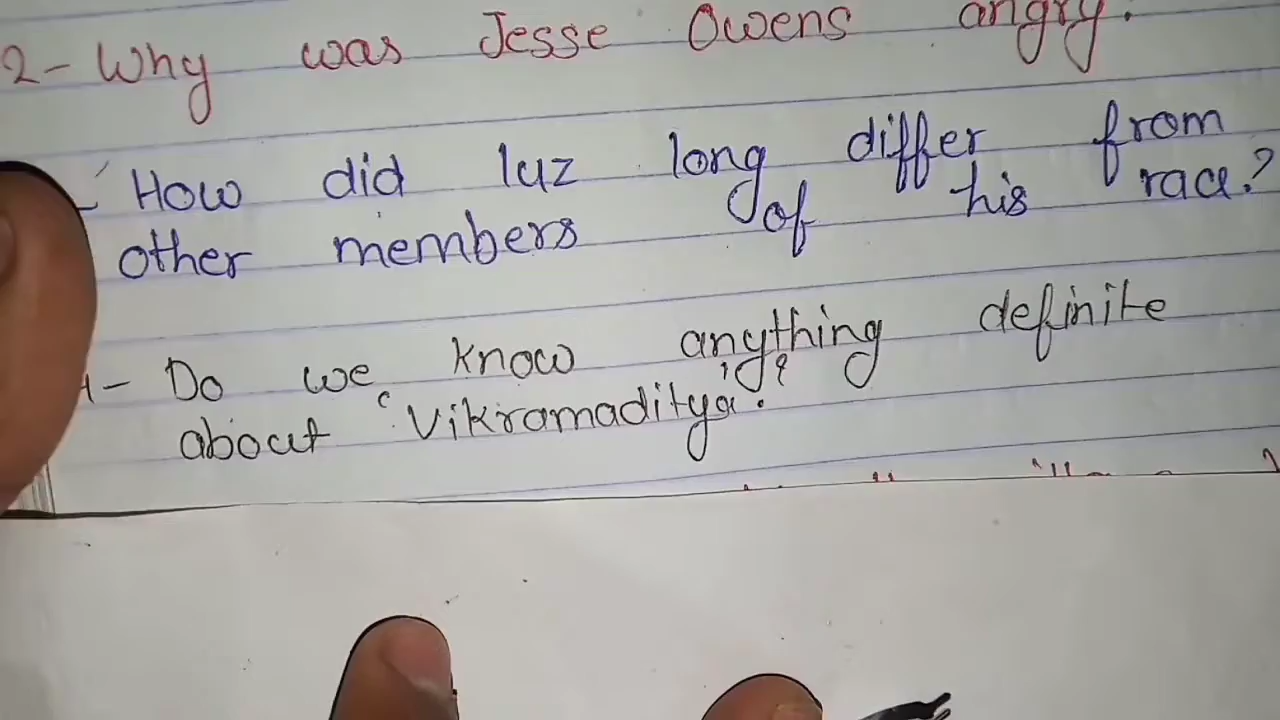 2- Why was Jesse Owens angry.
How did luz long differ from
other members of his race?
Do we know anything definite
about Vikramaditya.